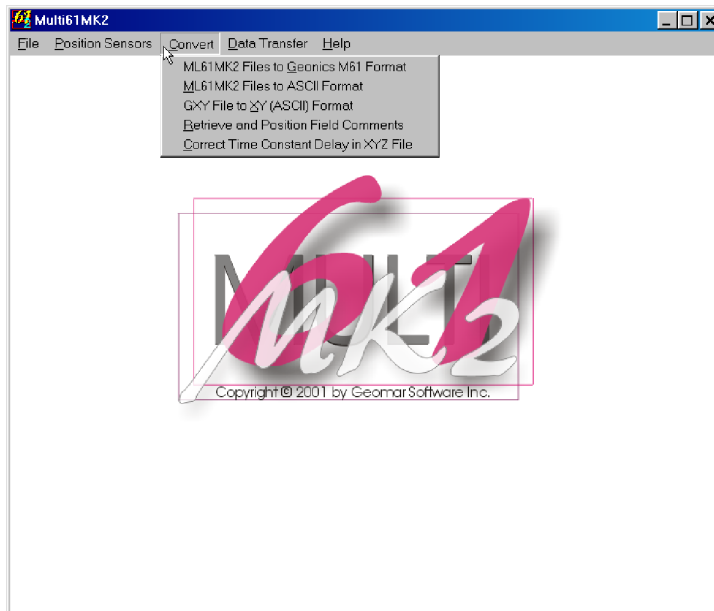 Multi61MK2
File Position Sensors Convert Data Transfer Help
ML61MK2 Files to Geonics M61 Format
ML61MK2 Files to ASCII Format
GXY File to XY (ASCII) Format
Retrieve and Position Field Comments
Correct Time Constant Delay in XYZ File
MULTI
61
MK2
Copyright © 2001 by Geomar Software Inc.